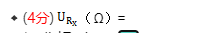 ◆ (4分) U_{R_X} (Ω) =